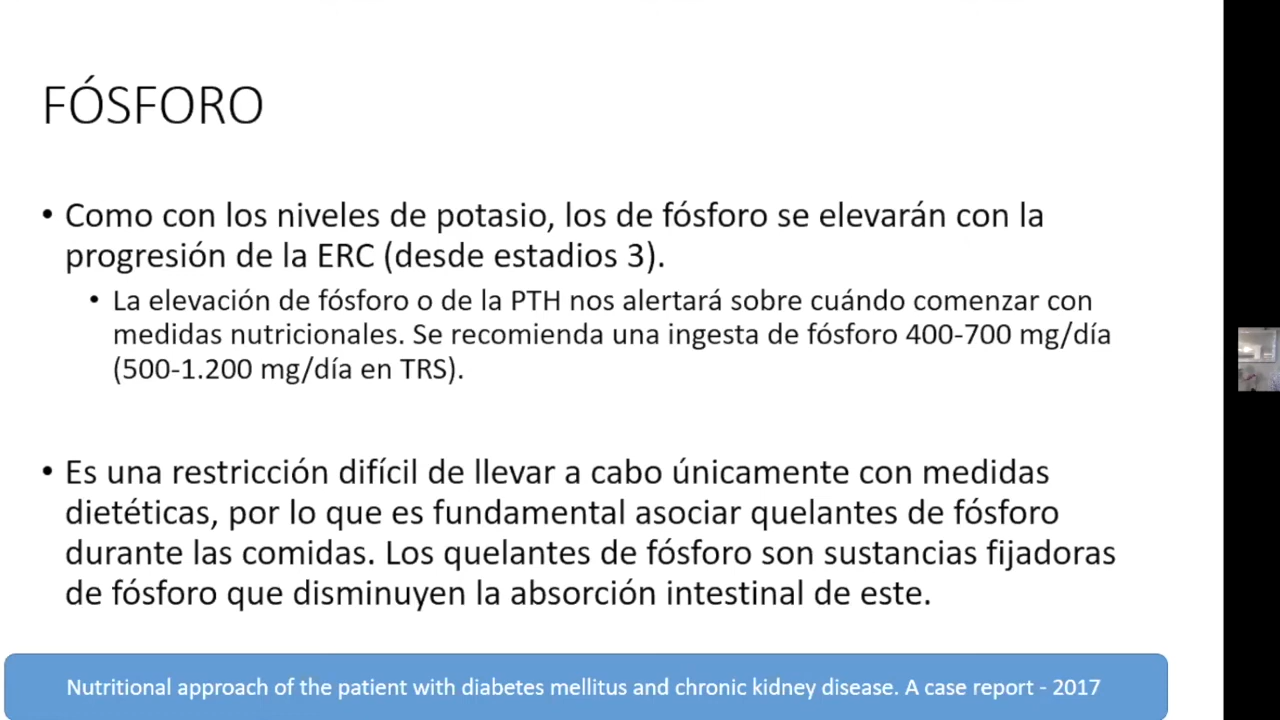 FÓSFORO
• Como con los niveles de potasio, los de fósforo se elevarán con la
progresión de la ERC (desde estadios 3).
• La elevación de fósforo o de la PTH nos alertará sobre cuándo comenzar con
medidas nutricionales. Se recomienda una ingesta de fósforo 400-700 mg/día
(500-1.200 mg/día en TRS).
• Es una restricción difícil de llevar a cabo únicamente con medidas
dietéticas, por lo que es fundamental asociar quelantes de fósforo
durante las comidas. Los quelantes de fósforo son sustancias fijadoras
de fósforo que disminuyen la absorción intestinal de este.
Nutritional approach of the patient with diabetes mellitus and chronic kidney disease. A case report - 2017